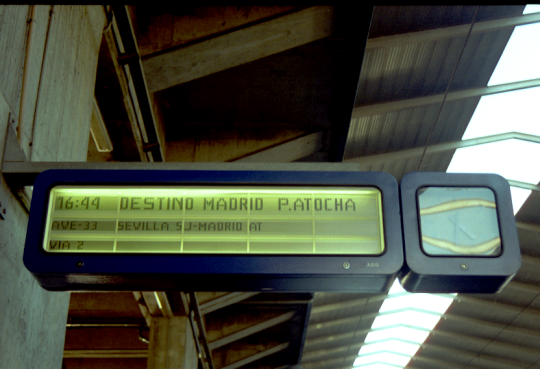 16:44 DESTINO MADRID P.ATOCHA
AVE-33 SEVILLA SJ-MADRID AT
VIA 2